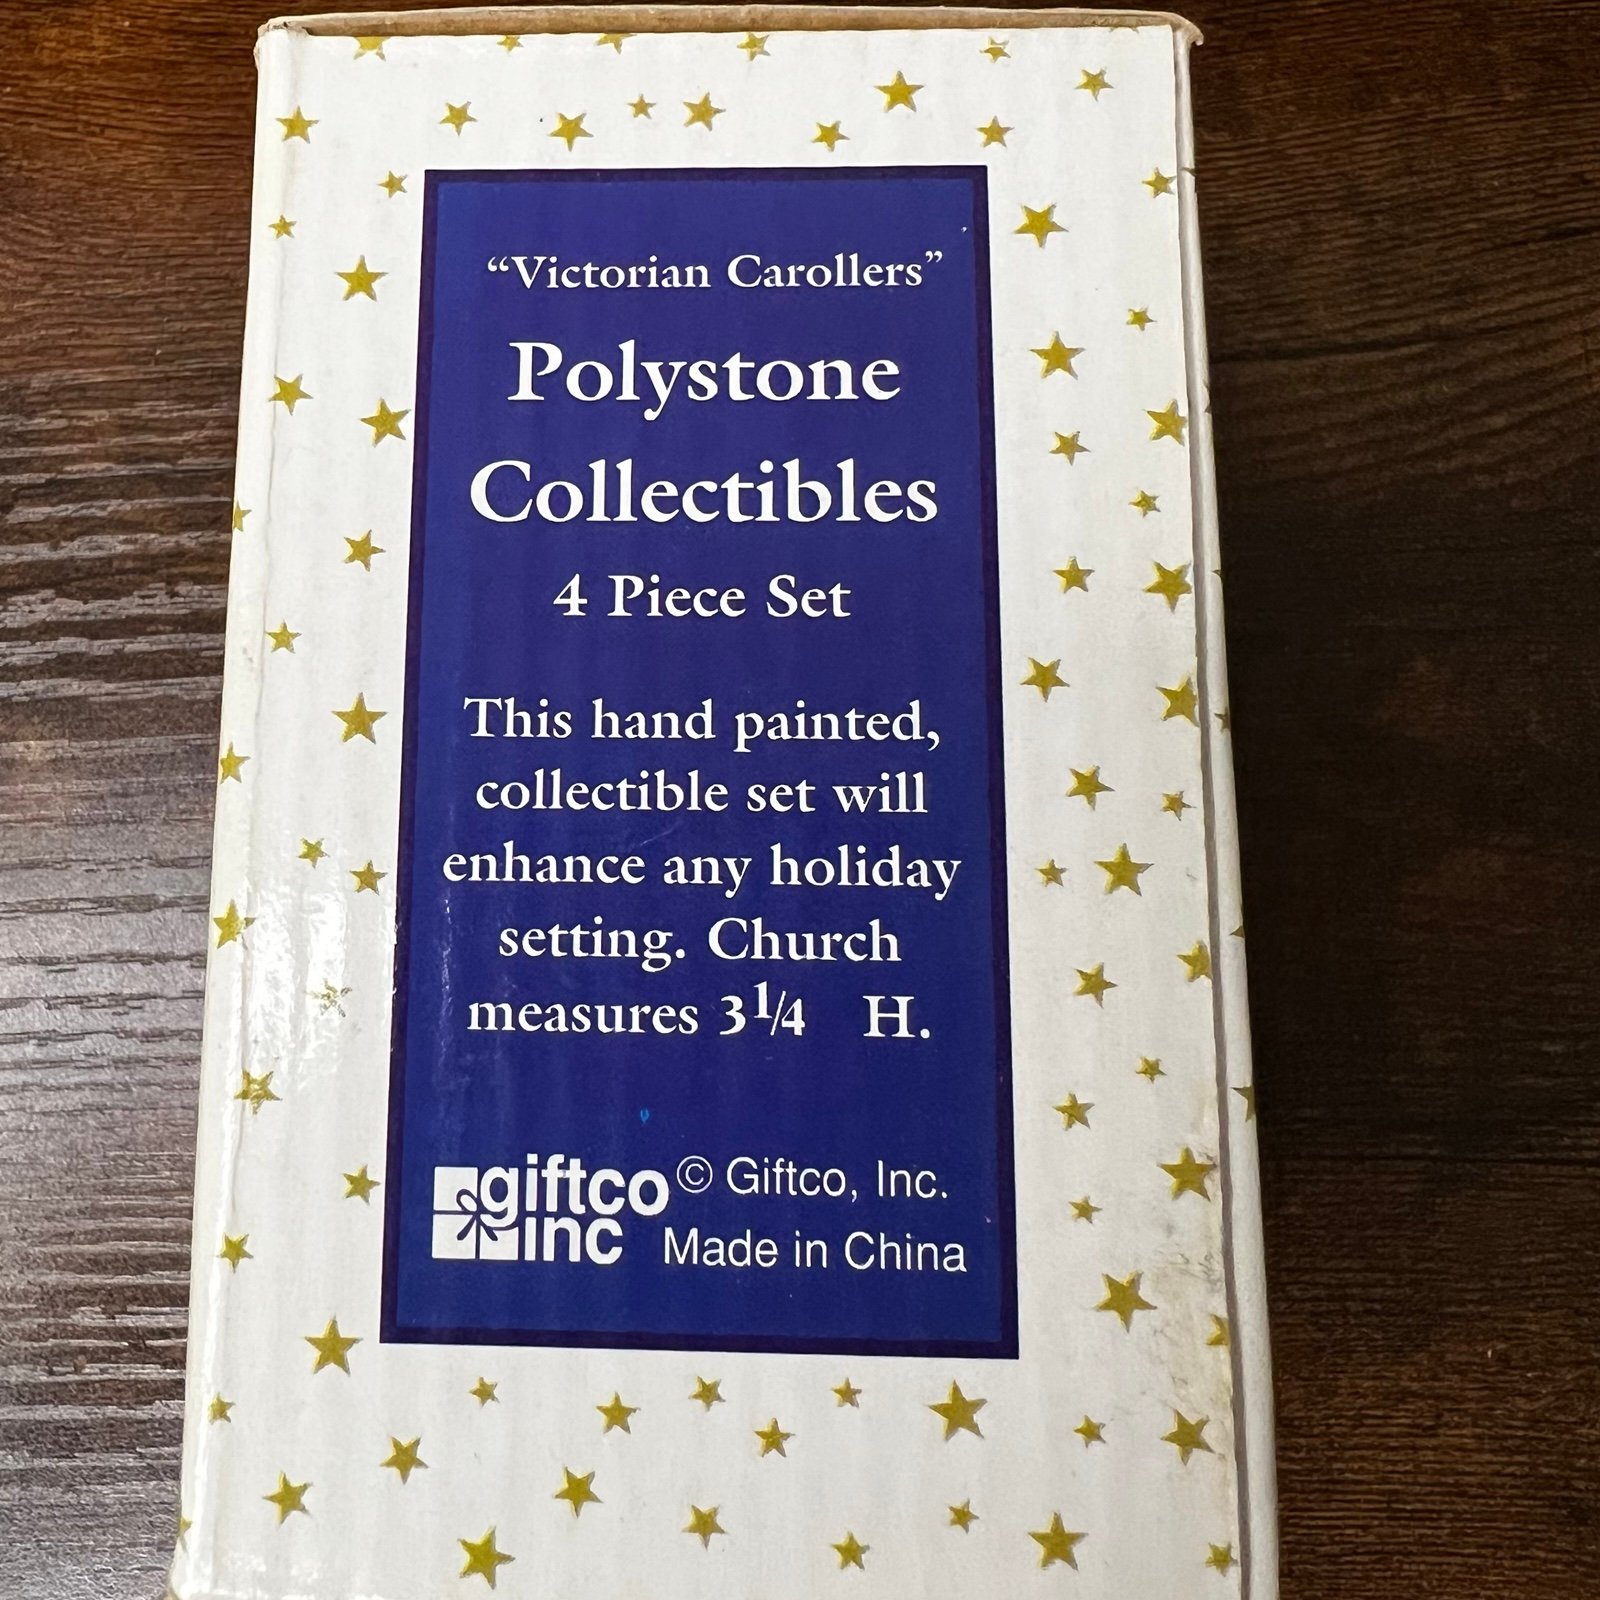 “Victorian Carollers”
Polystone
Collectibles
4 Piece Set
This hand painted,
collectible set will
enhance any holiday
setting. Church
measures 3¼ H.
giftco
inc
© Giftco, Inc.
Made in China